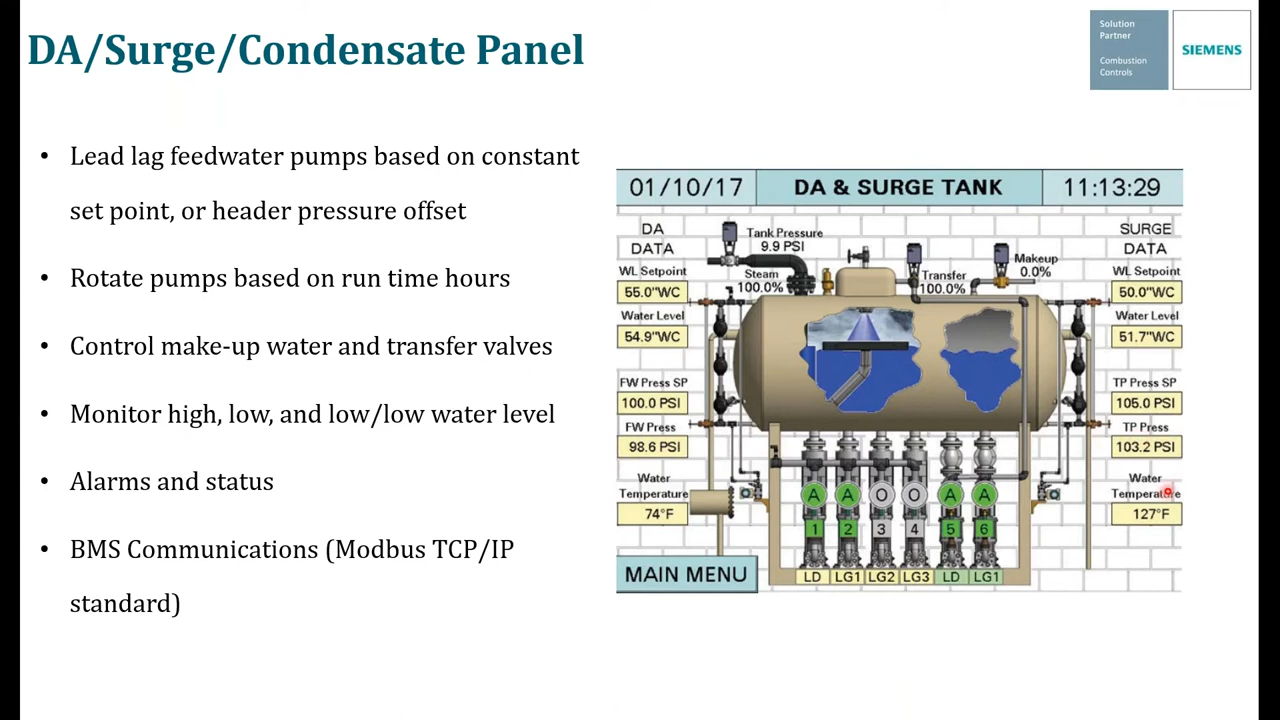 DA/Surge/Condensate Panel
Solution
Partner
Combustion
Controls
SIEMENS
• Lead lag feedwater pumps based on constant
set point, or header pressure offset
• Rotate pumps based on run time hours
• Control make-up water and transfer valves
• Monitor high, low, and low/low water level
• Alarms and status
• BMS Communications (Modbus TCP/IP
standard)
01/10/17 DA & SURGE TANK 11:13:29
DA
DATA
WL Setpoint
55.0"WC
Water Level
54.9"WC
FW Press SP
100.0 PSI
FW Press
98.6 PSI
Water
Temperature
74°F
Tank Pressure
9.9 PSI
Steam
100.0%
Transfer
100.0%
Makeup
0.0%
SURGE
DATA
WL Setpoint
50.0"WC
Water Level
51.7"WC
TP Press SP
105.0 PSI
TP Press
103.2 PSI
Water
Temperature
127°F
A A O O A A
1 2 3 4 5 6
LD LG1 LG2 LG3 LD LG1
MAIN MENU